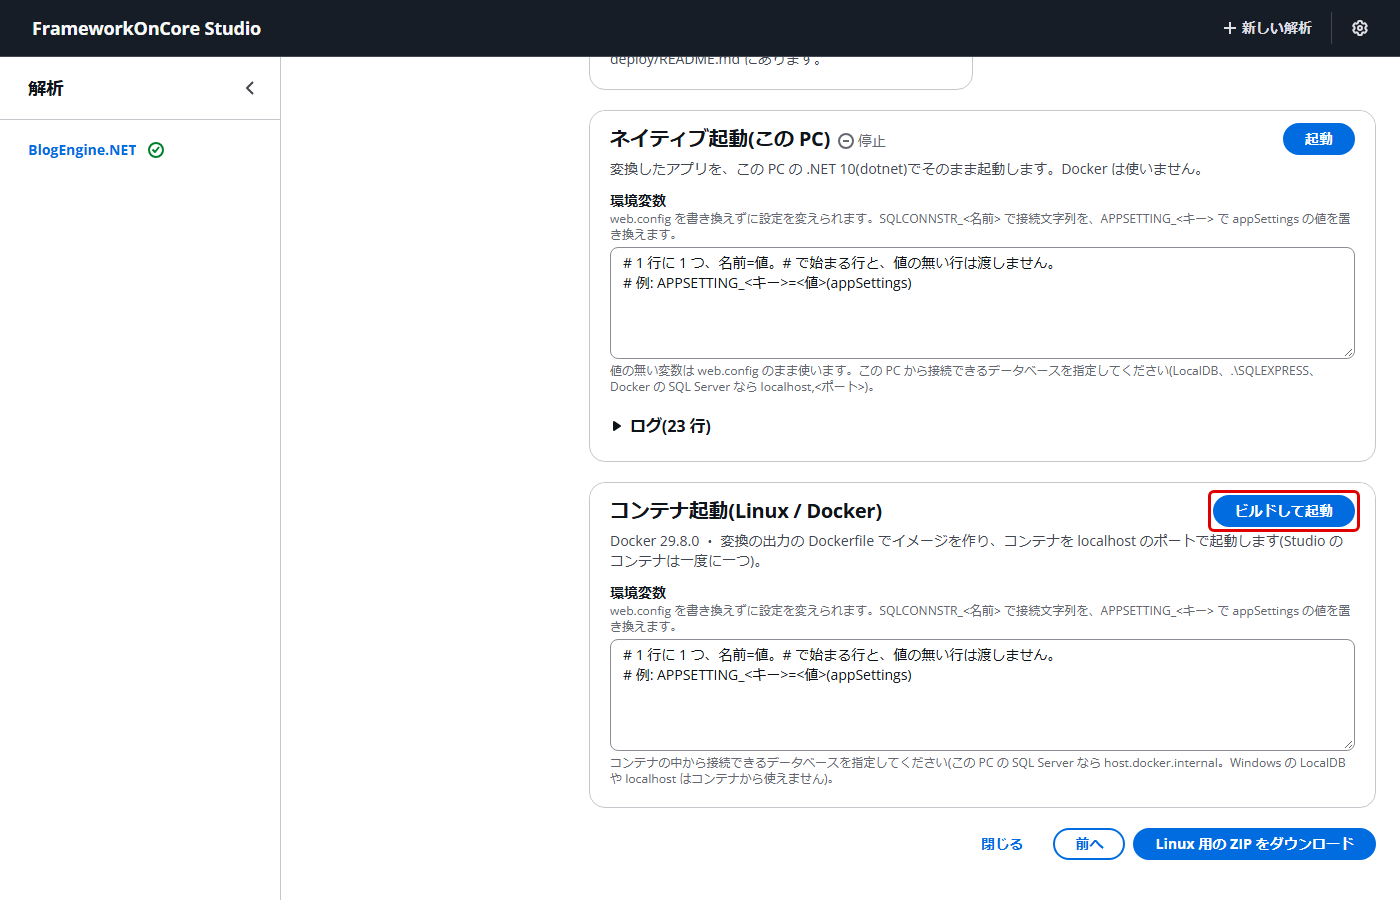 FrameworkOnCore Studio
新しい解析
解析
BlogEngine.NET
deploy/README.md にあります。
ネイティブ起動(この PC)
停止
起動
変換したアプリを、この PC の .NET 10(dotnet)でそのまま起動します。Docker は使いません。
環境変数
web.config を書き換えずに設定を変えられます。SQLCONNSTR_<名前> で接続文字列を、APPSETTING_<キー> で appSettings の値を置
き換えます。
# 1 行に 1 つ、名前=値。# で始まる行と、値の無い行は渡しません。
# 例: APPSETTING_<キー>=<値>(appSettings)
値の無い変数は web.config のまま使います。この PC から接続できるデータベースを指定してください(LocalDB、.\SQLEXPRESS、
Docker の SQL Server なら localhost,<ポート>)。
ログ(23 行)
コンテナ起動(Linux / Docker)
ビルドして起動
Docker 29.8.0 ・ 変換の出力の Dockerfile でイメージを作り、コンテナを localhost のポートで起動します(Studio の
コンテナは一度に一つ)。
環境変数
web.config を書き換えずに設定を変えられます。SQLCONNSTR_<名前> で接続文字列を、APPSETTING_<キー> で appSettings の値を置
き換えます。
# 1 行に 1 つ、名前=値。# で始まる行と、値の無い行は渡しません。
# 例: APPSETTING_<キー>=<値>(appSettings)
コンテナの中から接続できるデータベースを指定してください(この PC の SQL Server なら host.docker.internal。Windows の LocalDB
や localhost はコンテナから使えません)。
閉じる
前へ
Linux 用の ZIP をダウンロード